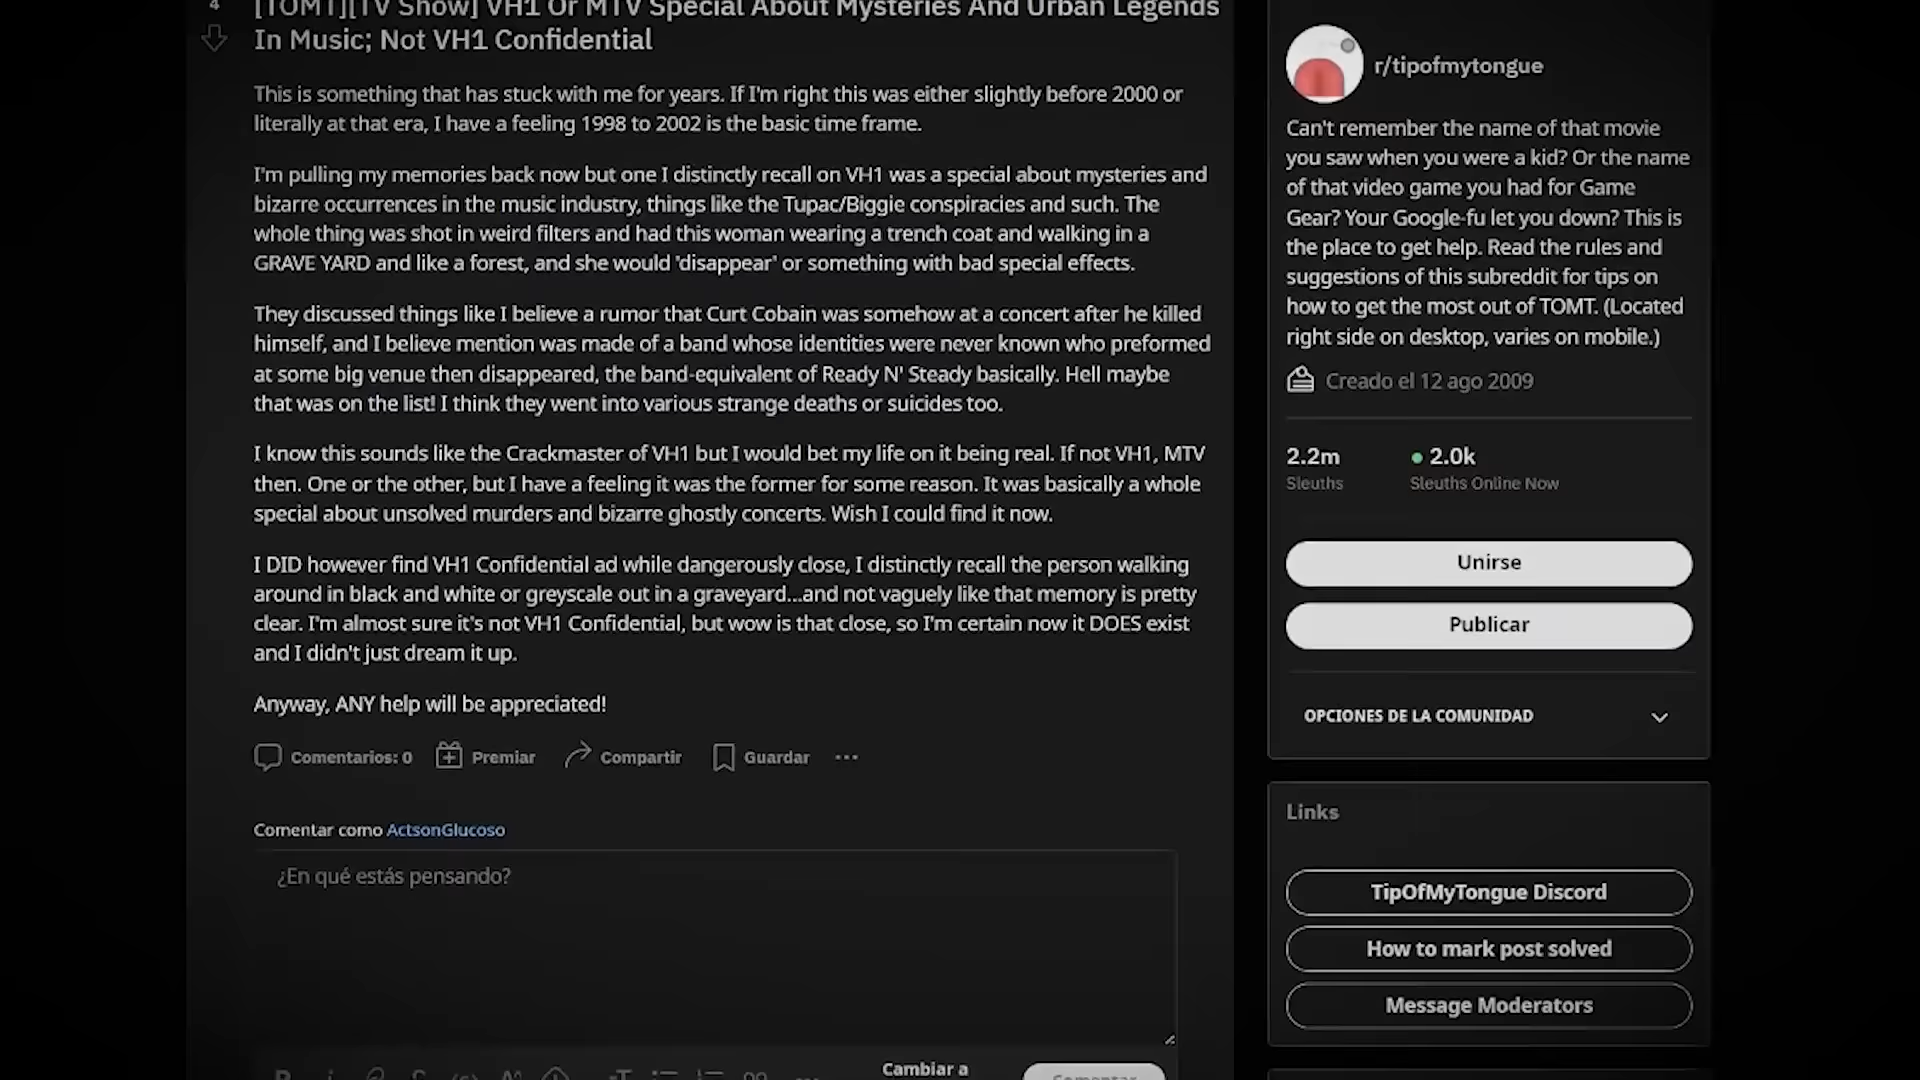 4
[TOMT][TV Show] VH1 Or MTV Special About Mysteries And Urban Legends
In Music; Not VH1 Confidential
This is something that has stuck with me for years. If I'm right this was either slightly before 2000 or
literally at that era, I have a feeling 1998 to 2002 is the basic time frame.
I'm pulling my memories back now but one I distinctly recall on VH1 was a special about mysteries and
bizarre occurrences in the music industry, things like the Tupac/Biggie conspiracies and such. The
whole thing was shot in weird filters and had this woman wearing a trench coat and walking in a
GRAVE YARD and like a forest, and she would 'disappear' or something with bad special effects.
They discussed things like I believe a rumor that Curt Cobain was somehow at a concert after he killed
himself, and I believe mention was made of a band whose identities were never known who preformed
at some big venue then disappeared, the band-equivalent of Ready N' Steady basically. Hell maybe
that was on the list! I think they went into various strange deaths or suicides too.
I know this sounds like the Crackmaster of VH1 but I would bet my life on it being real. If not VH1, MTV
then. One or the other, but I have a feeling it was the former for some reason. It was basically a whole
special about unsolved murders and bizarre ghostly concerts. Wish I could find it now.
I DID however find VH1 Confidential ad while dangerously close, I distinctly recall the person walking
around in black and white or greyscale out in a graveyard...and not vaguely like that memory is pretty
clear. I'm almost sure it's not VH1 Confidential, but wow is that close, so I'm certain now it DOES exist
and I didn't just dream it up.
Anyway, ANY help will be appreciated!
Comentarios: 0 Premiar Compartir Guardar ...
Comentar como ActsonGlucoso
¿En qué estás pensando?
Cambiar a
Comentar
r/tipofmytongue
Can't remember the name of that movie
you saw when you were a kid? Or the name
of that video game you had for Game
Gear? Your Google-fu let you down? This is
the place to get help. Read the rules and
suggestions of this subreddit for tips on
how to get the most out of TOMT. (Located
right side on desktop, varies on mobile.)
Creado el 12 ago 2009
2.2m 2.0k
Sleuths Sleuths Online Now
Unirse
Publicar
OPCIONES DE LA COMUNIDAD
Links
TipOfMyTongue Discord
How to mark post solved
Message Moderators